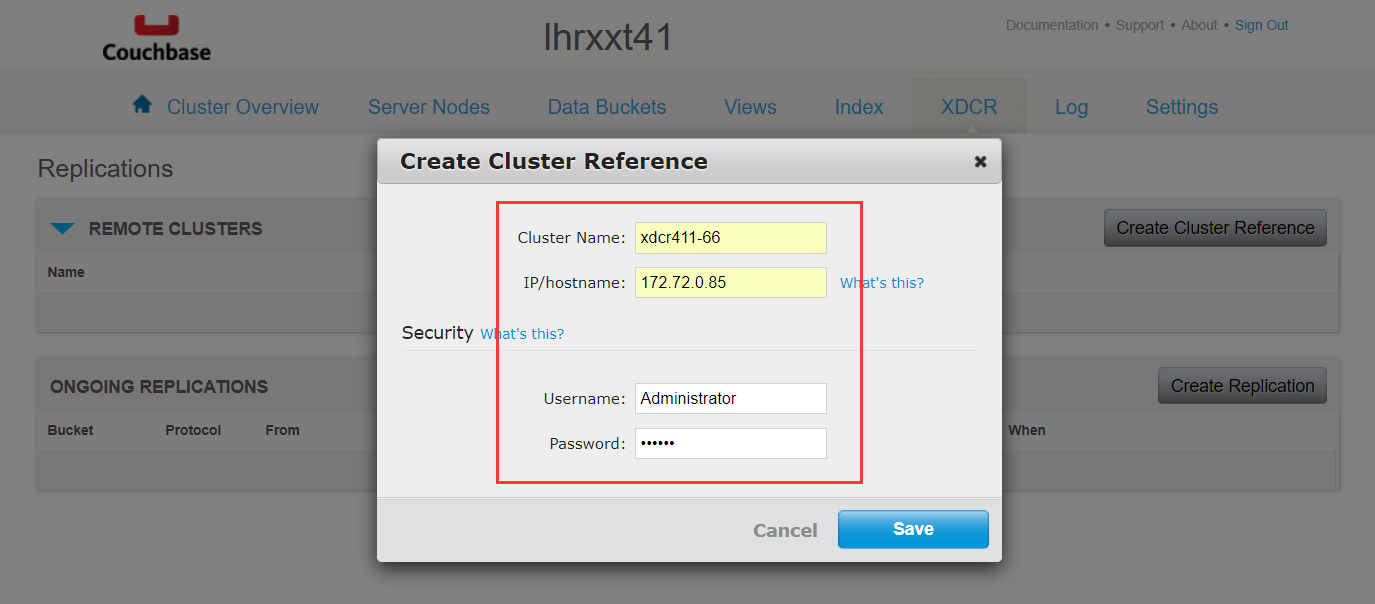 Couchbase
lhrxxt41
Documentation • Support • About • Sign Out
Cluster Overview Server Nodes Data Buckets Views Index XDCR Log Settings
Replications
REMOTE CLUSTERS
Create Cluster Reference
Name
ONGOING REPLICATIONS
Create Replication
Bucket Protocol From When
Create Cluster Reference
Cluster Name: xdcr411-66
IP/hostname: 172.72.0.85 What's this?
Security What's this?
Username: Administrator
Password: ••••••
Cancel Save